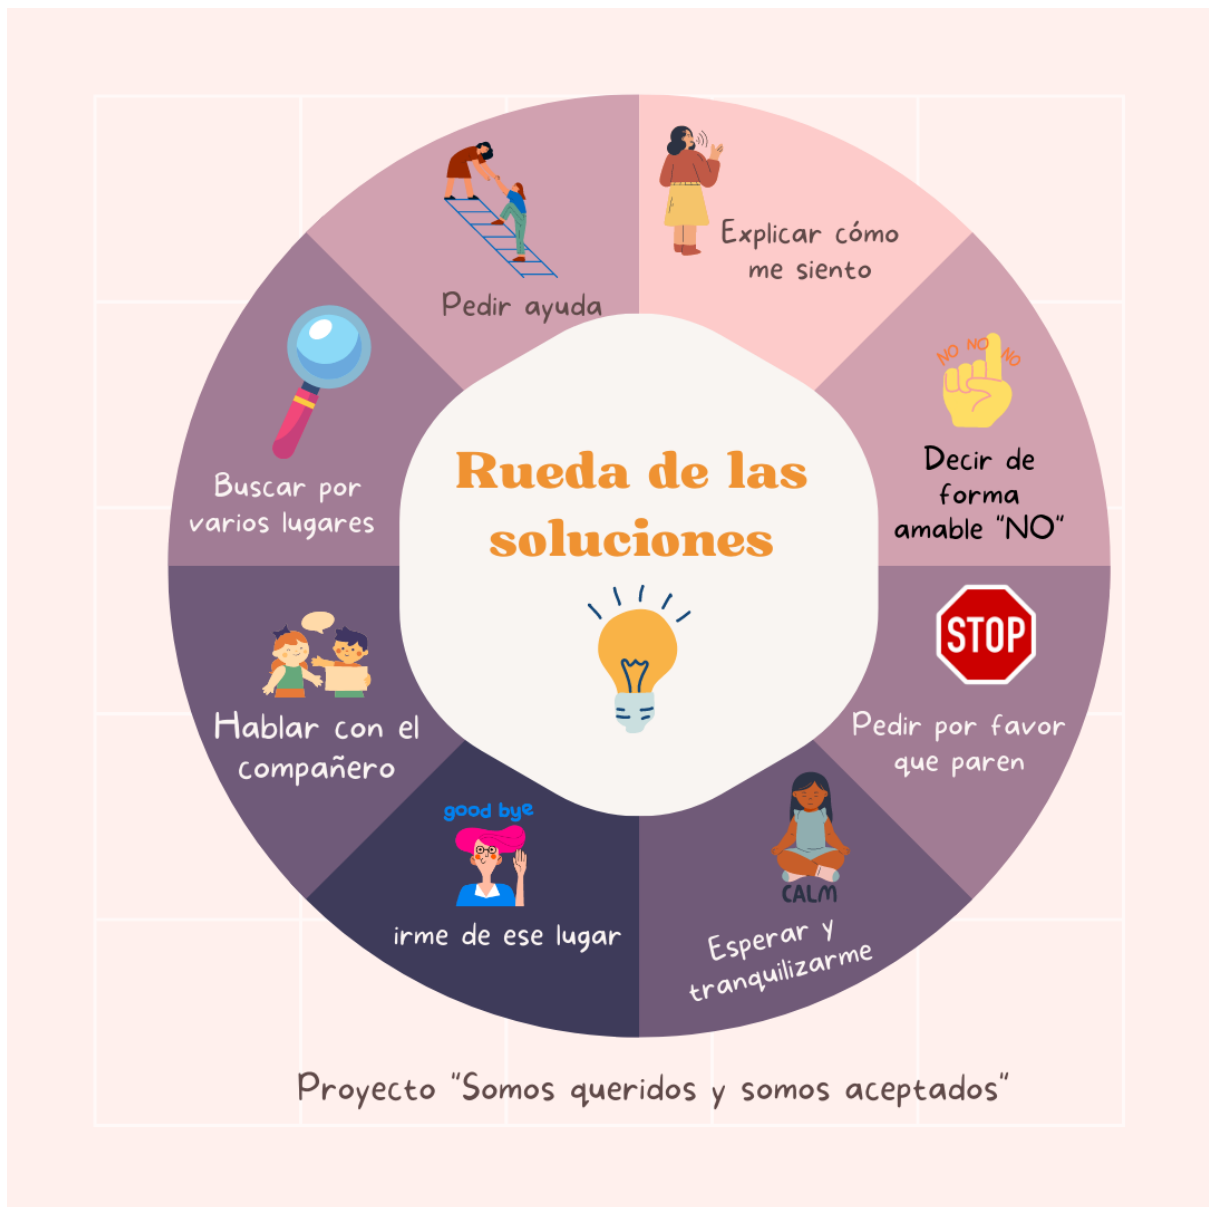 Rueda de las
soluciones
Explicar cómo
me siento
NO NO NO
Decir de
forma
amable "NO"
STOP
Pedir por favor
que paren
CALM
Esperar y
tranquilizarme
good bye
irme de ese lugar
Hablar con el
compañero
Buscar por
varios lugares
Pedir ayuda
Proyecto "Somos queridos y somos aceptados"